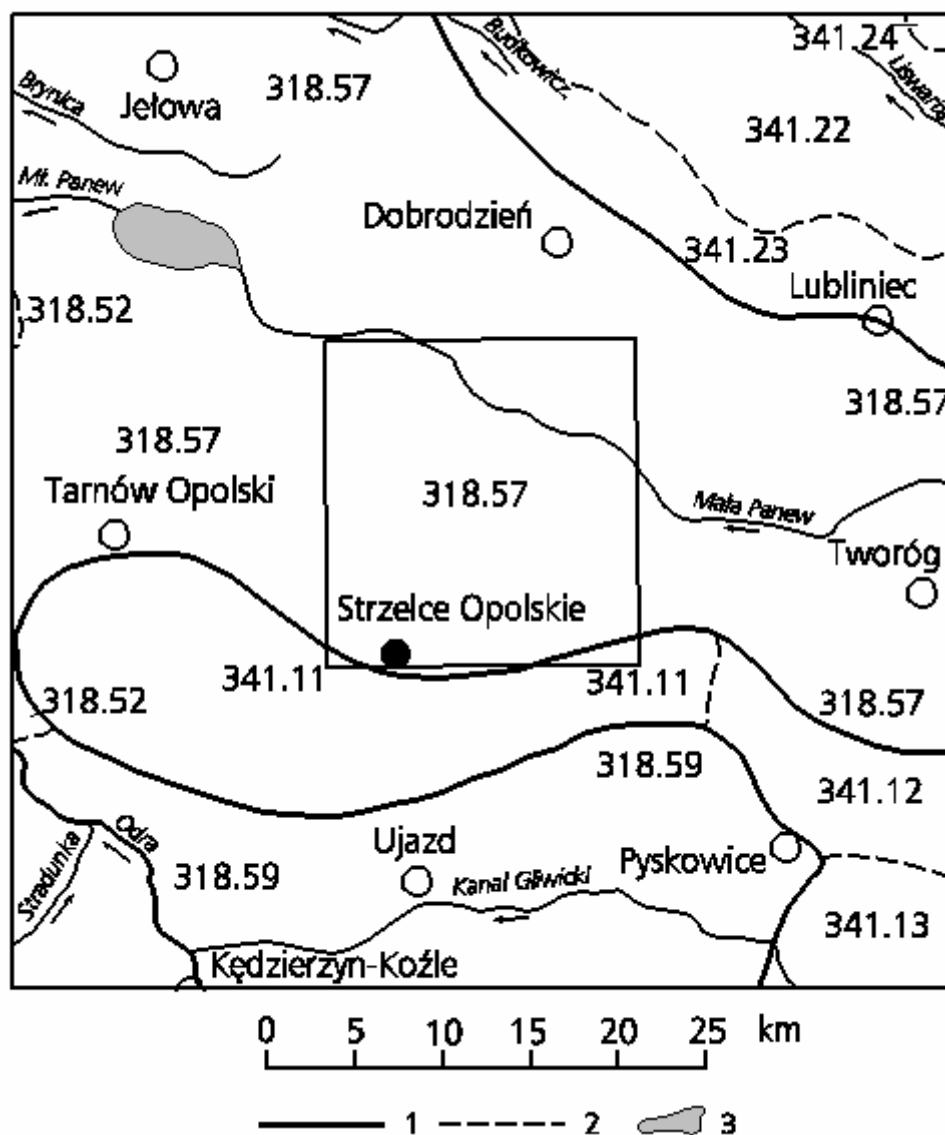 Budkowicz.
341.24
Liswarta
Brynica
Jełowa
318.57
341.22
Mł. Panew
Dobrodzień
341.23
Lubliniec
318.52
318.57
318.57
Tarnów Opolski
318.57
Mała Panew
Tworóg
Strzelce Opolskie
341.11
341.11
318.52
318.57
318.59
341.12
Odra
Ujazd
Pyskowice
Stradunka
318.59
Kanał Gliwicki
341.13
Kędzierzyn-Koźle
0 5 10 15 20 25 km
1 2 3